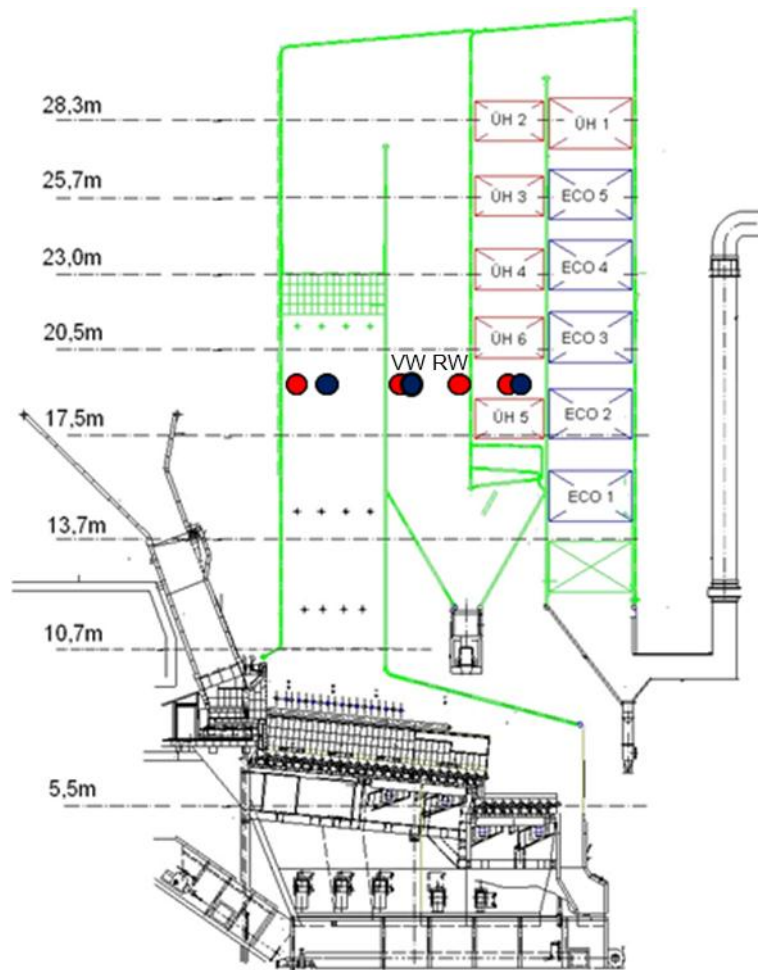 28,3m
ÜH 2
ÜH 1
25,7m
ÜH 3
ECO 5
23,0m
ÜH 4
ECO 4
20,5m
ÜH 6
ECO 3
VW RW
17,5m
ÜH 5
ECO 2
ECO 1
13,7m
10,7m
5,5m